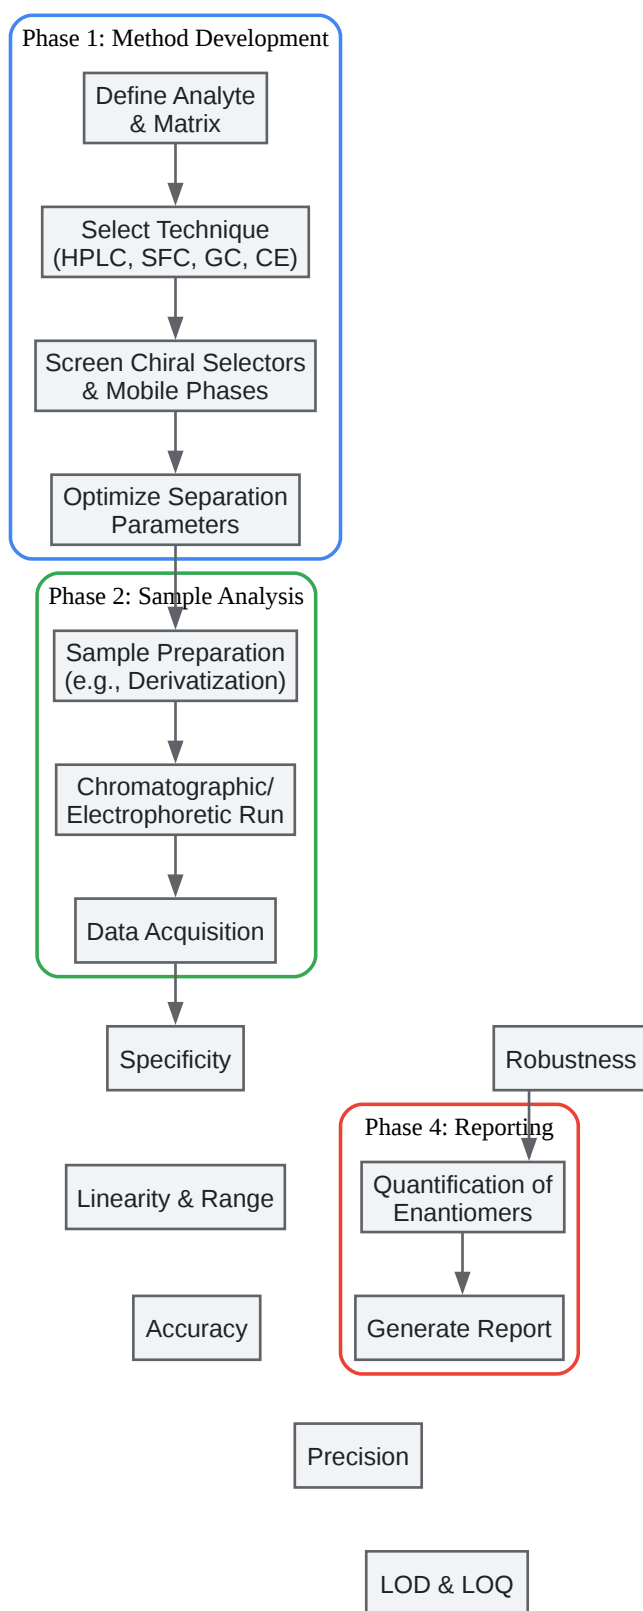 Phase 1: Method Development
Define Analyte
& Matrix
Select Technique
(HPLC, SFC, GC, CE)
Screen Chiral Selectors
& Mobile Phases
Optimize Separation
Parameters
Phase 2: Sample Analysis
Sample Preparation
(e.g., Derivatization)
Chromatographic/
Electrophoretic Run
Data Acquisition
Specificity
Robustness
Phase 4: Reporting
Quantification of
Enantiomers
Linearity & Range
Accuracy
Generate Report
Precision
LOD & LOQ